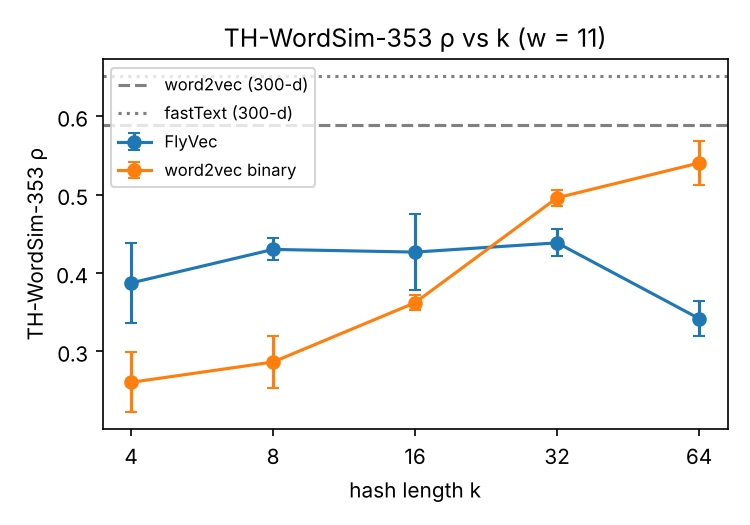 TH-WordSim-353 ρ vs k (w = 11)
word2vec (300-d)
fastText (300-d)
FlyVec
word2vec binary
TH-WordSim-353 ρ
0.6
0.5
0.4
0.3
4 8 16 32 64
hash length k